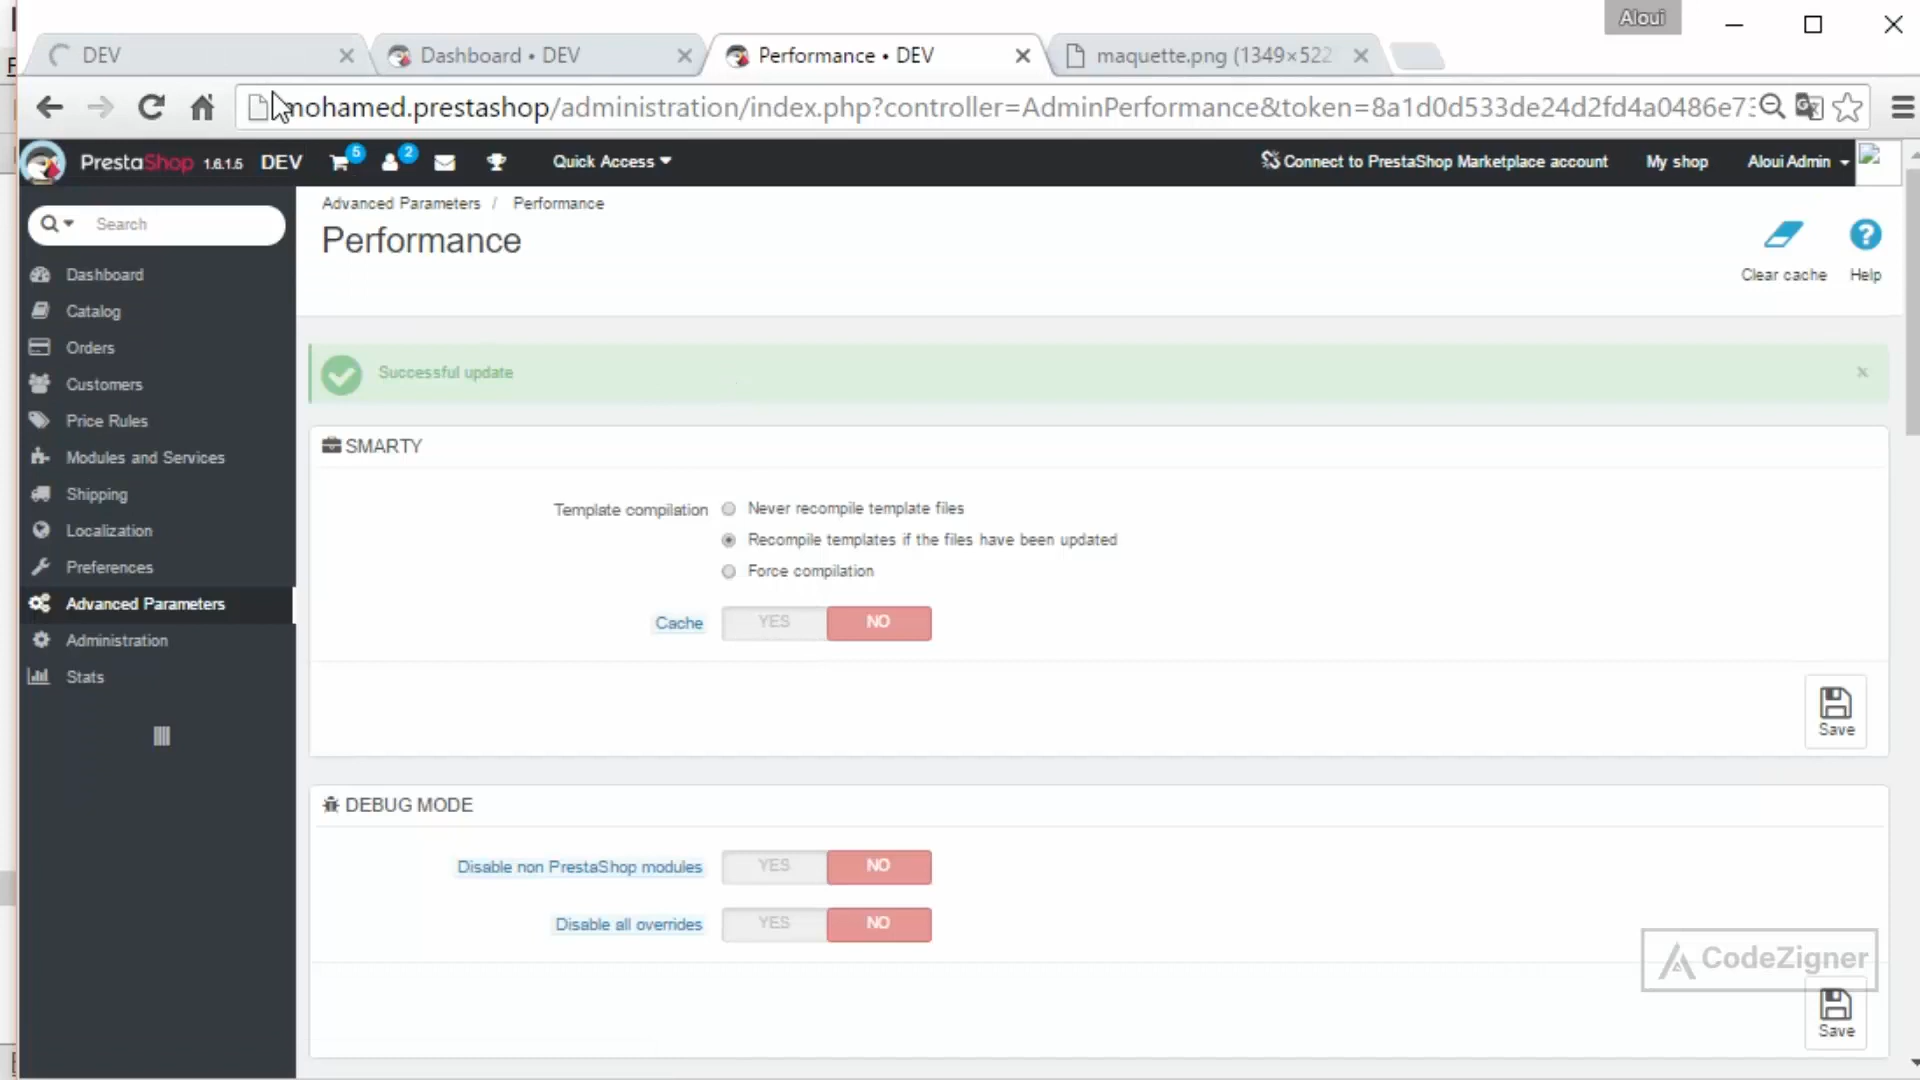 Aloui
DEV
Dashboard • DEV
Performance • DEV
maquette.png (1349×522
mohamed.prestashop/administration/index.php?controller=AdminPerformance&token=8a1d0d533de24d2fd4a0486e73
PrestaShop 1.6.1.5 DEV 5 2 Quick Access
Connect to PrestaShop Marketplace account My shop Aloui Admin
Search
Dashboard
Catalog
Orders
Customers
Price Rules
Modules and Services
Shipping
Localization
Preferences
Advanced Parameters
Administration
Stats
Advanced Parameters / Performance
Performance
Clear cache
Help
Successful update
SMARTY
Template compilation
Never recompile template files
Recompile templates if the files have been updated
Force compilation
Cache YES NO
Save
DEBUG MODE
Disable non PrestaShop modules YES NO
Disable all overrides YES NO
CodeZigner
Save